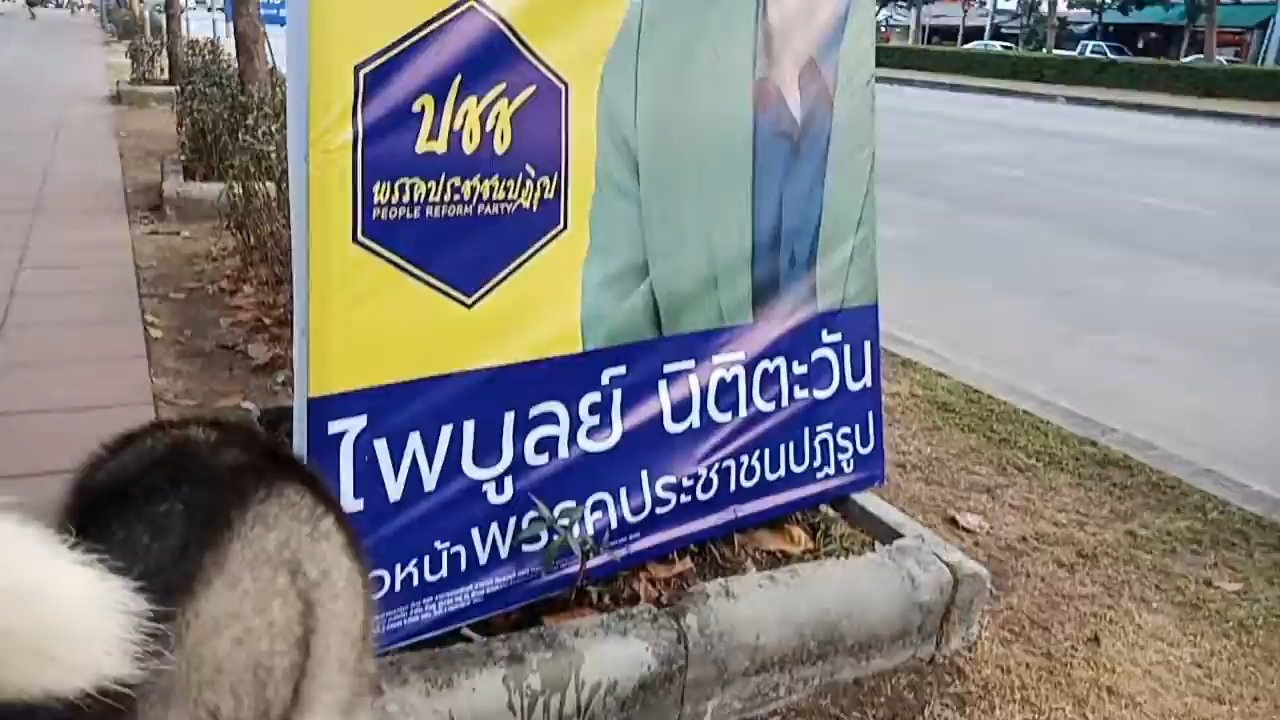 ปชช
พรรคประชาชนปฏิรูป
PEOPLE REFORM PARTY
ไพบูลย์ นิติตะวัน
หน้าพรรคประชาชนปฏิรูป